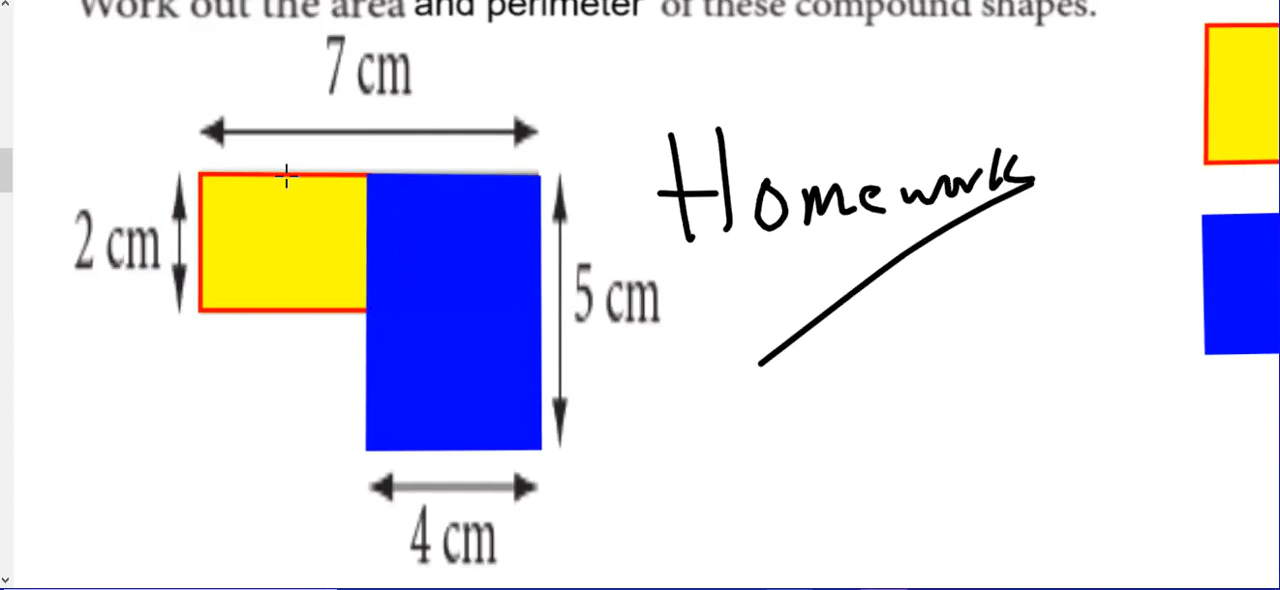 Work out the area and perimeter of these compound shapes.
7 cm
2 cm
Homework
5 cm
4 cm